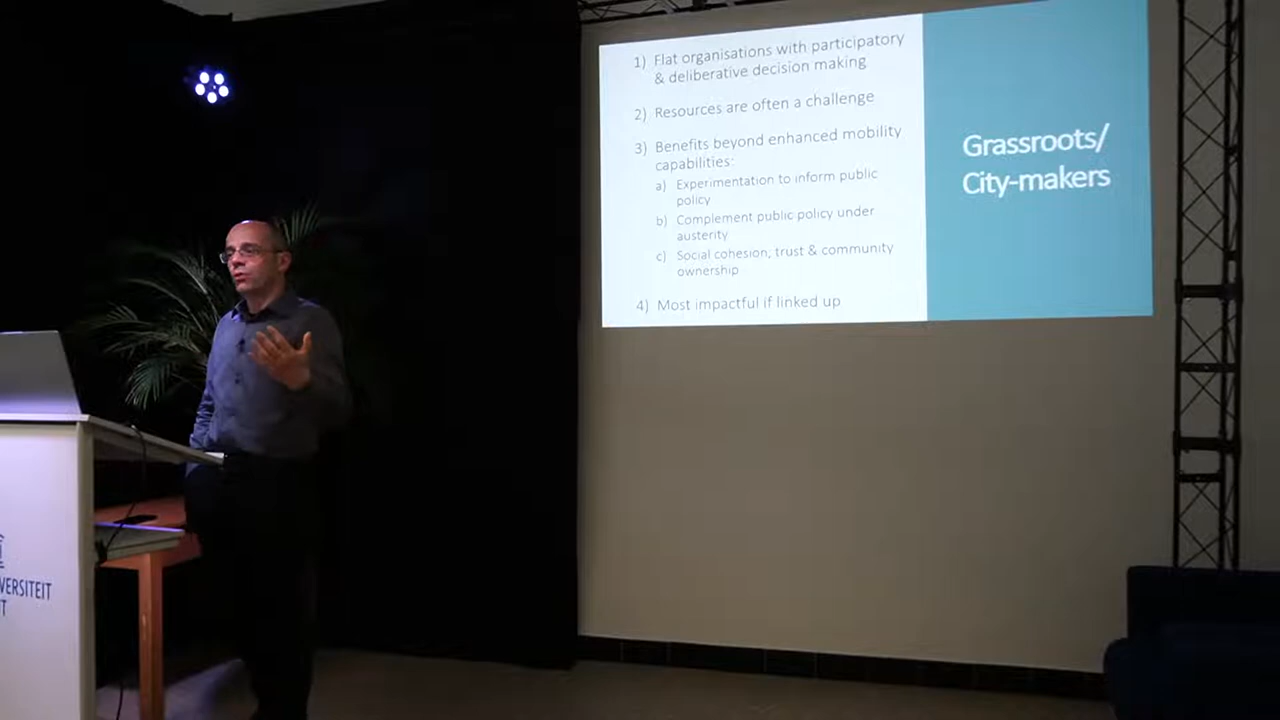 1) Flat organisations with participatory
& deliberative decision making
2) Resources are often a challenge
3) Benefits beyond enhanced mobility
capabilities:
a) Experimentation to inform public
policy
b) Complement public policy under
austerity
c) Social cohesion, trust & community
ownership
4) Most impactful if linked up
Grassroots/
City-makers
VERSITEIT
T